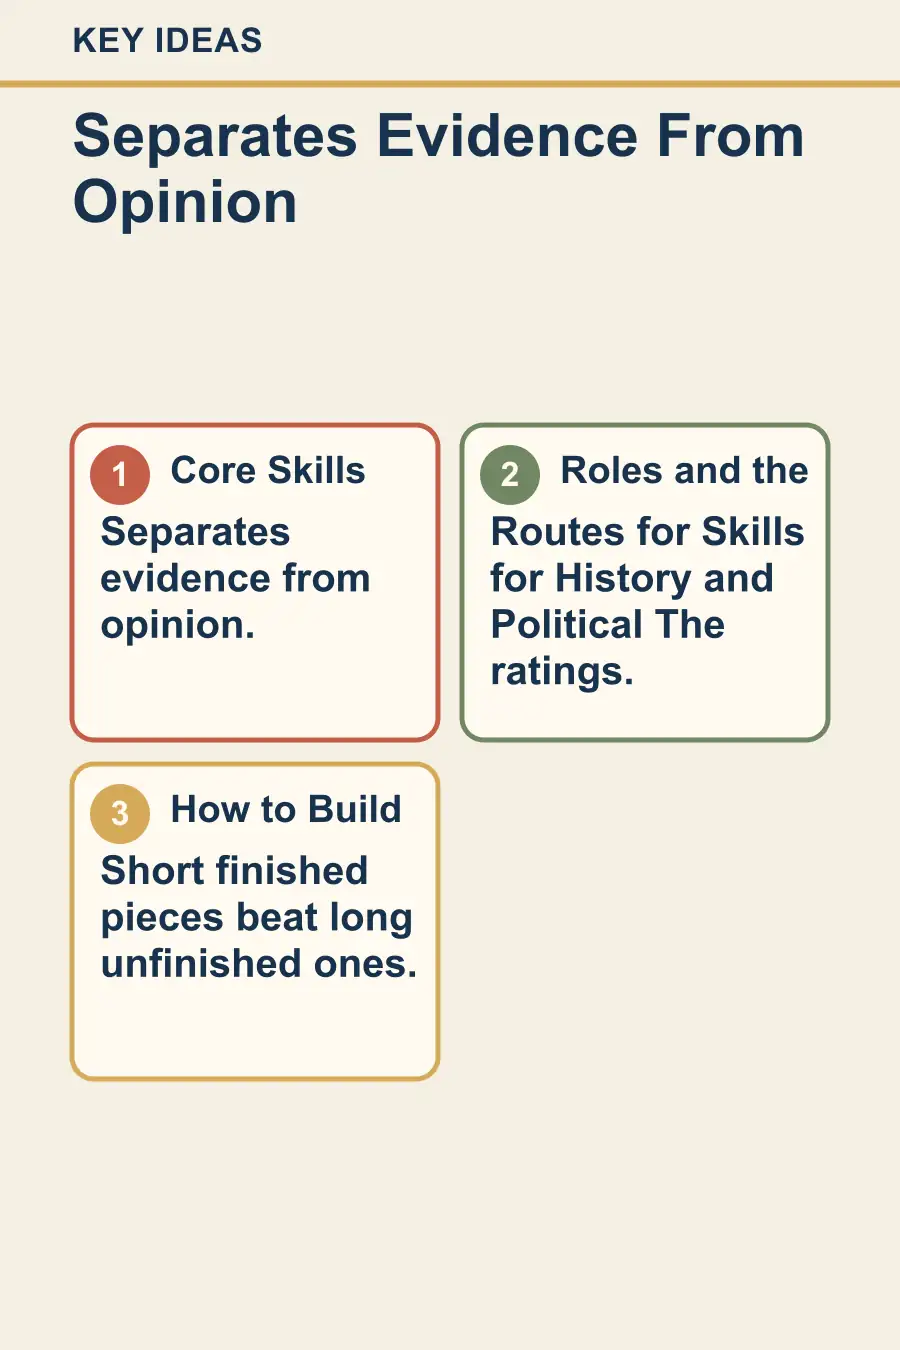 KEY IDEAS
Separates Evidence From
Opinion
1 Core Skills
Separates
evidence from
opinion.
2 Roles and the
Routes for Skills
for History and
Political The
ratings.
3 How to Build
Short finished
pieces beat long
unfinished ones.